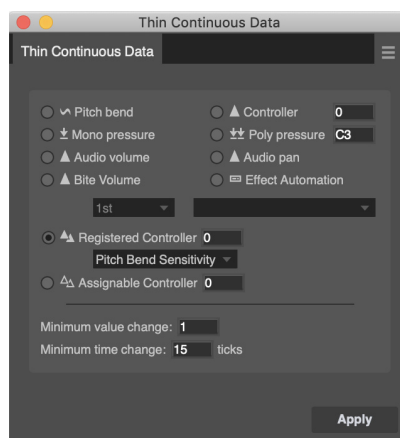 Thin Continuous Data
Thin Continuous Data
Pitch bend
Controller 0
Mono pressure
Poly pressure C3
Audio volume
Audio pan
Bite Volume
Effect Automation
1st
Registered Controller 0
Pitch Bend Sensitivity
Assignable Controller 0
Minimum value change: 1
Minimum time change: 15 ticks
Apply